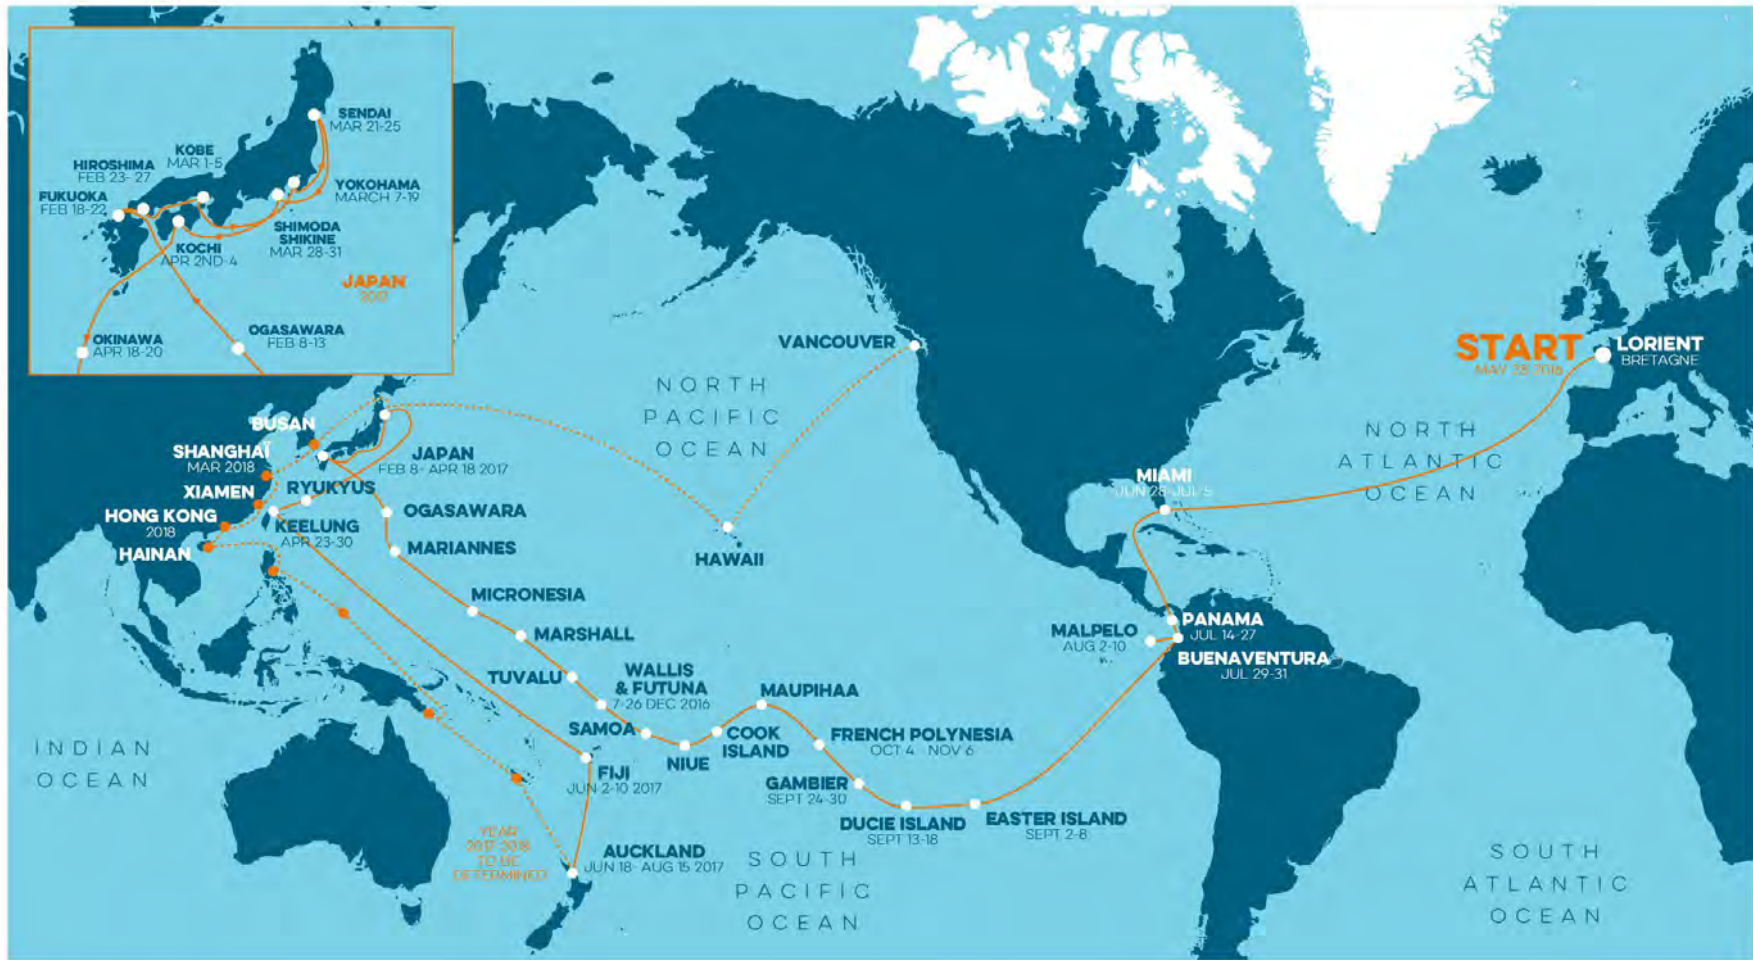 SENDAI
MAR 21-25
KOBE
MAR 1-5
HIROSHIMA
FEB 23- 27
FUKUOKA
FEB 18-22
YOKOHAMA
MARCH 7-19
SHIMODA
SHIKINE
MAR 28-31
KOCHI
APR 2ND-4
JAPAN
2017
OKINAWA
APR 18-20
OGASAWARA
FEB 8-13
VANCOUVER
START
MAY 28 2016
LORIENT
BRETAGNE
NORTH
PACIFIC
OCEAN
NORTH
ATLANTIC
OCEAN
BUSAN
SHANGHAÏ
MAR 2018
JAPAN
FEB 8- APR 18 2017
XIAMEN
RYUKYUS
HONG KONG
2018
KEELUNG
APR 23-30
HAINAN
OGASAWARA
MARIANNES
HAWAII
MIAMI
JUN 28-JUL 5
MICRONESIA
MARSHALL
TUVALU
WALLIS
& FUTUNA
7-26 DEC 2016
SAMOA
NIUE
COOK
ISLAND
MAUPIHAA
FRENCH POLYNESIA
OCT 4 - NOV 6
GAMBIER
SEPT 24-30
DUCIE ISLAND
SEPT 13-18
EASTER ISLAND
SEPT 2-8
MALPELO
AUG 2-10
PANAMA
JUL 14-27
BUENAVENTURA
JUL 29-31
INDIAN
OCEAN
FIJI
JUN 2-10 2017
YEAR
2017-2018
TO BE
DETERMINED
AUCKLAND
JUN 18- AUG 15 2017
SOUTH
PACIFIC
OCEAN
SOUTH
ATLANTIC
OCEAN